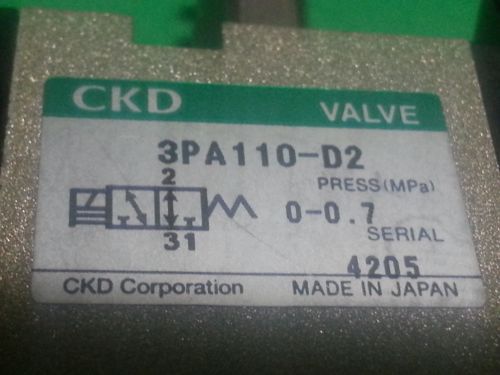 CKD VALVE
3PA110-D2
2
PRESS(MPa)
0-0.7
31
SERIAL
4205
CKD Corporation MADE IN JAPAN